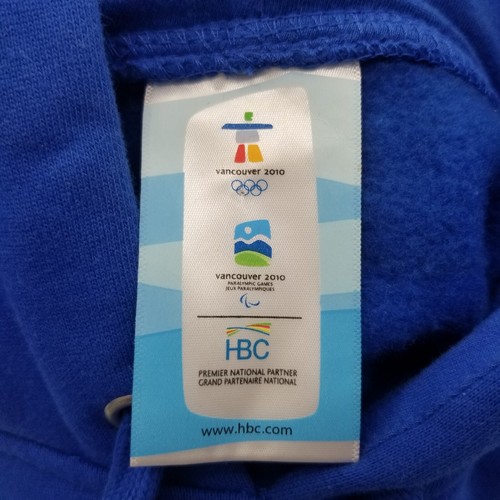 vancouver 2010
vancouver 2010
PARALYMPIC GAMES
JEUX PARALYMPIQUES
HBC
PREMIER NATIONAL PARTNER
GRAND PARTENAIRE NATIONAL
www.hbc.com